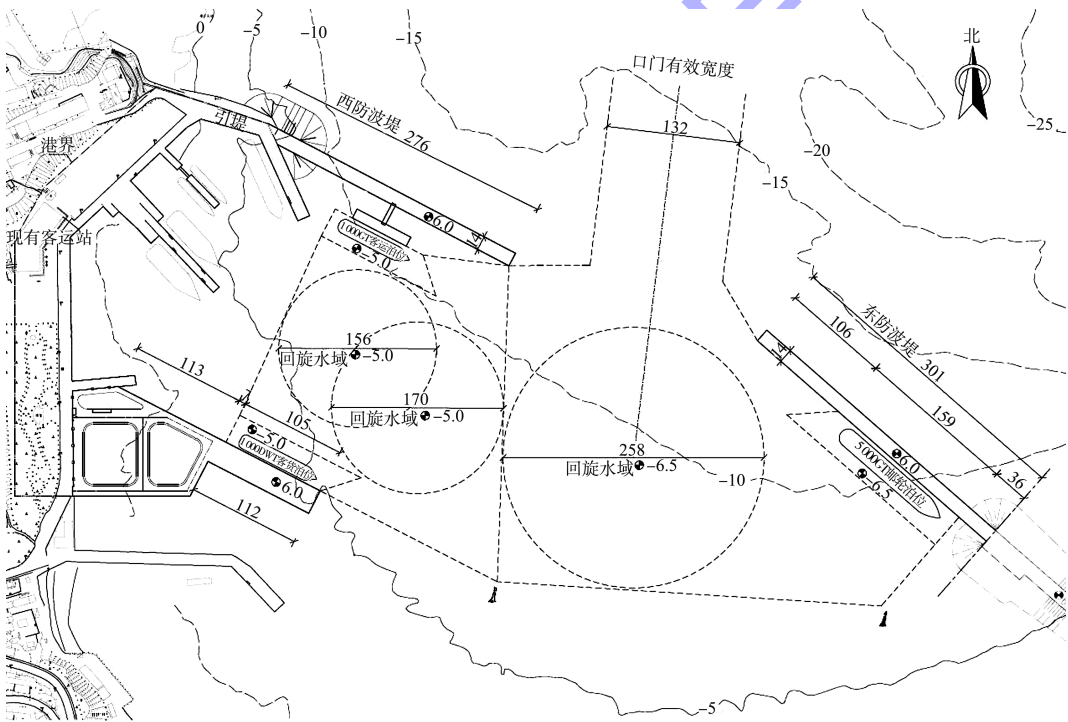 0
-5
-10
-15
口门有效宽度
北
-25
-20
-15
132
西防波堤 276
引堤
港界
现有客运站
6.0
14
1000GT客运泊位
-5.0
156
回旋水域 -5.0
170
回旋水域 -5.0
113
105
-5.0
1000DWT客货泊位
6.0
112
258
回旋水域 -6.5
-10
东防波堤 301
106
159
36
14
6.0
5000GT邮轮泊位
-6.5
-5